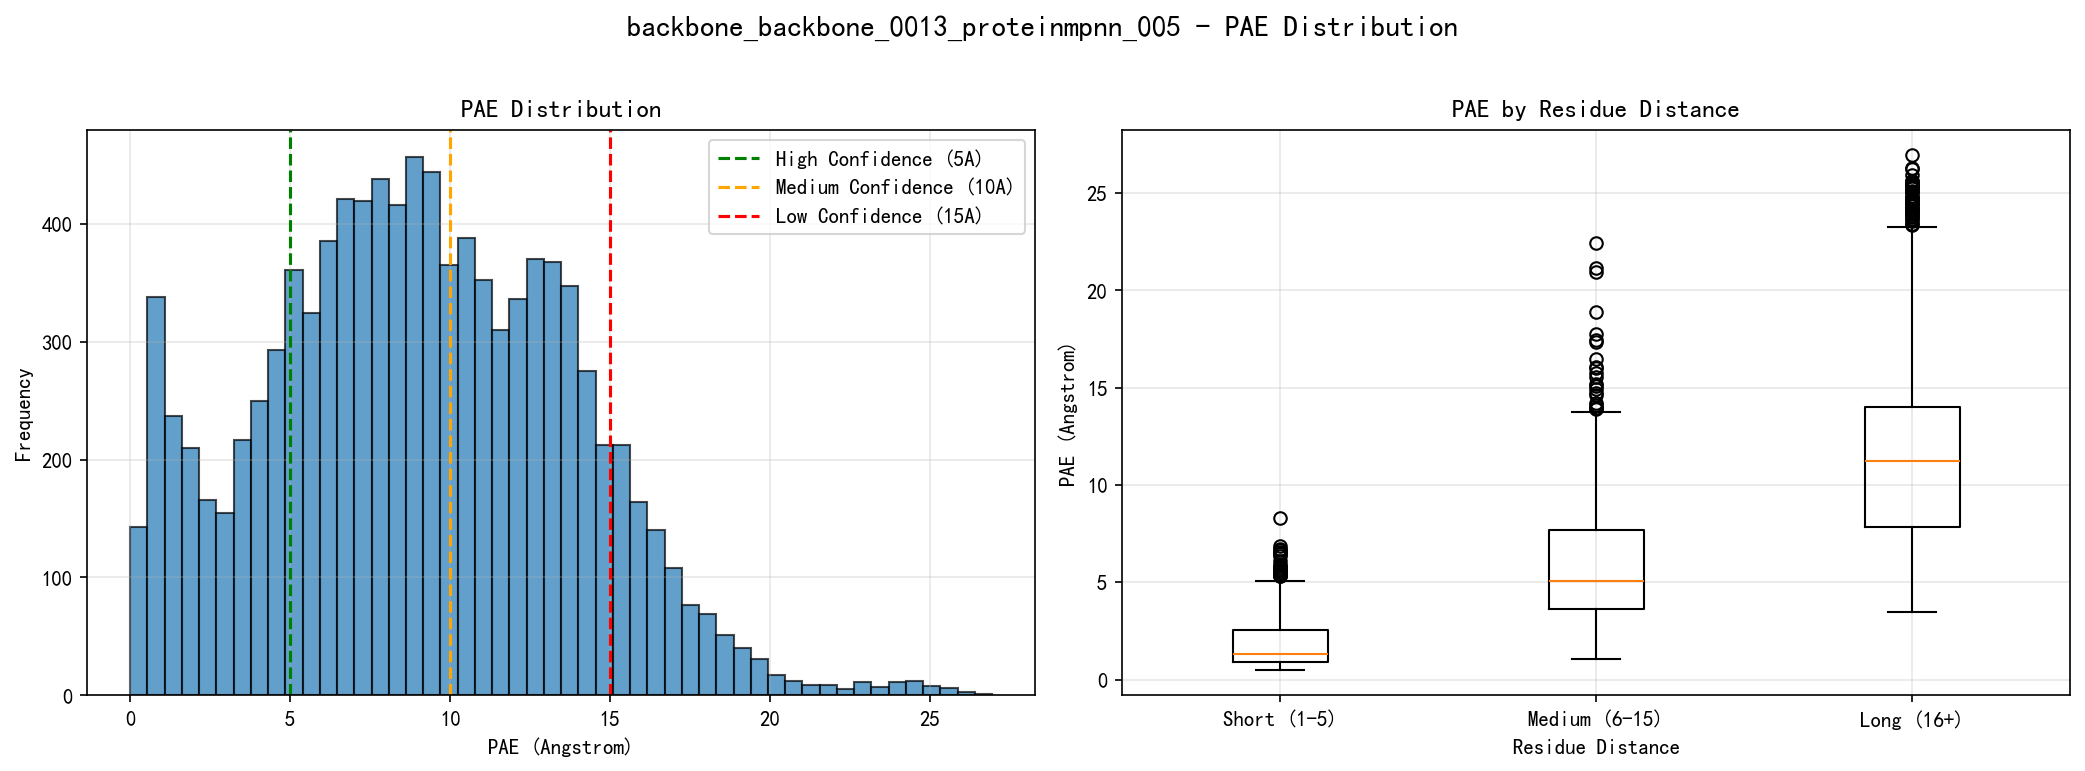 backbone_backbone_0013_proteinmpnn_005 - PAE Distribution
PAE Distribution
High Confidence (5A)
Medium Confidence (10A)
Low Confidence (15A)
400
300
200
100
0
Frequency
0 5 10 15 20 25
PAE (Angstrom)
PAE by Residue Distance
25
20
15
10
5
0
PAE (Angstrom)
Short (1-5) Medium (6-15) Long (16+)
Residue Distance